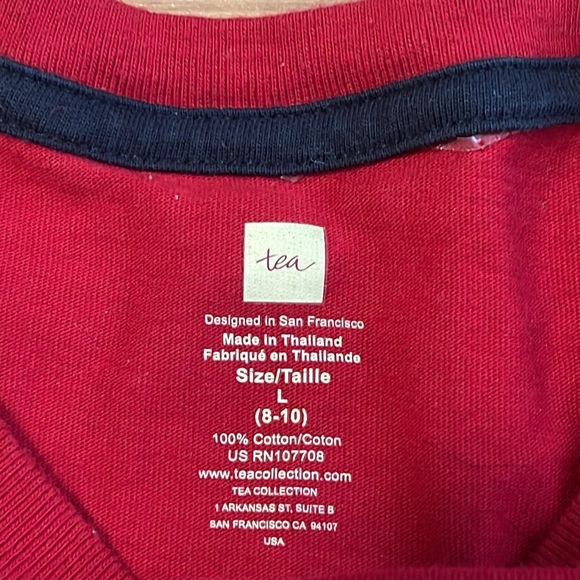 tea
Designed in San Francisco
Made in Thailand
Fabriqué en Thaïlande
Size/Taille
L
(8-10)
100% Cotton/Coton
US RN107708
www.teacollection.com
TEA COLLECTION
1 ARKANSAS ST, SUITE B
SAN FRANCISCO CA 94107
USA